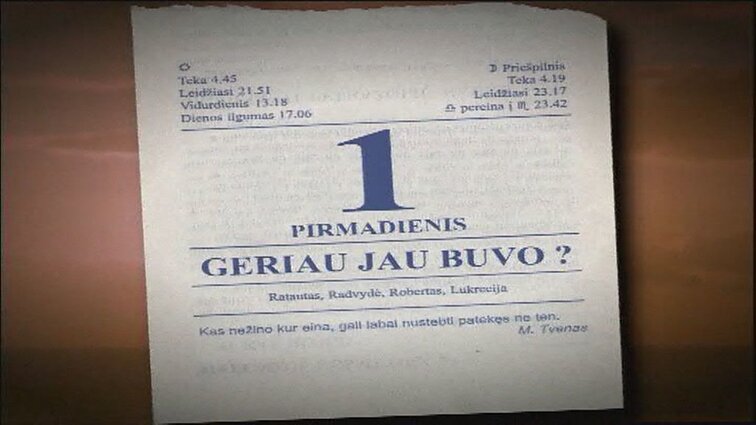 Teka 4.45
Leidžiasi 21.51
Vidurdienis 13.18
Dienos ilgumas 17.06
Priešpilnis
Teka 4.19
Leidžiasi 23.17
♎ pereina į ♏ 23.42
1
PIRMADIENIS
GERIAU JAU BUVO ?
Ratautas, Radvydė, Robertas, Lukrecija
Kas nežino kur eina, gali labai nustebti patekęs ne ten.
M. Tvenas